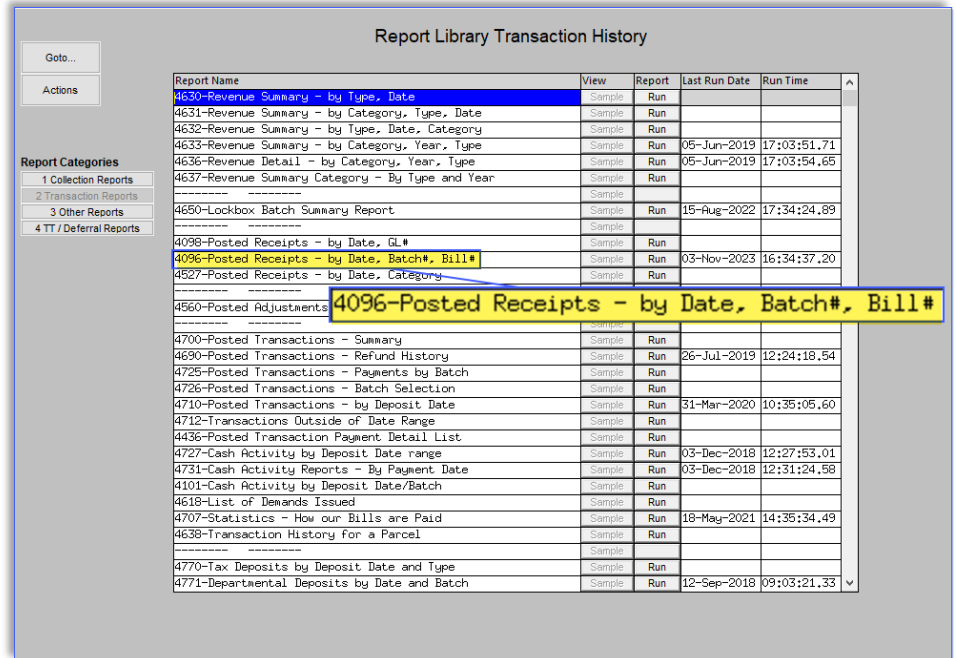 Report Library Transaction History
Goto...
Actions
Report Categories
1 Collection Reports
2 Transaction Reports
3 Other Reports
4 TT / Deferral Reports
Report Name View Report Last Run Date Run Time
4630-Revenue Summary - by Type, Date Sample Run
4631-Revenue Summary - by Category, Type, Date Sample Run
4632-Revenue Summary - by Type, Date, Category Sample Run
4633-Revenue Summary - by Category, Year, Type Sample Run 05-Jun-2019 17:03:51.71
4636-Revenue Detail - by Category, Year, Type Sample Run 05-Jun-2019 17:03:54.65
4637-Revenue Summary Category - By Type and Year Sample Run
-------- -------- Sample
4650-Lockbox Batch Summary Report Sample Run 15-Aug-2022 17:34:24.89
-------- -------- Sample
4098-Posted Receipts - by Date, GL# Sample Run
4096-Posted Receipts - by Date, Batch#, Bill# Sample Run 03-Nov-2023 16:34:37.20
4527-Posted Receipts - by Date, Category Sample Run
-------- --------
4560-Posted Adjustments
4096-Posted Receipts - by Date, Batch#, Bill#
-------- -------- Sample
4700-Posted Transactions - Summary Sample Run
4690-Posted Transactions - Refund History Sample Run 26-Jul-2019 12:24:18.54
4725-Posted Transactions - Payments by Batch Sample Run
4726-Posted Transactions - Batch Selection Sample Run
4710-Posted Transactions - by Deposit Date Sample Run 31-Mar-2020 10:35:05.60
4712-Transactions Outside of Date Range Sample Run
4436-Posted Transaction Payment Detail List Sample Run
4727-Cash Activity by Deposit Date range Sample Run 03-Dec-2018 12:27:53.01
4731-Cash Activity Reports - By Payment Date Sample Run 03-Dec-2018 12:31:24.58
4101-Cash Activity by Deposit Date/Batch Sample Run
4618-List of Demands Issued Sample Run
4707-Statistics - How our Bills are Paid Sample Run 18-May-2021 14:35:34.49
4638-Transaction History for a Parcel Sample Run
-------- -------- Sample
4770-Tax Deposits by Deposit Date and Type Sample Run
4771-Departmental Deposits by Date and Batch Sample Run 12-Sep-2018 09:03:21.33